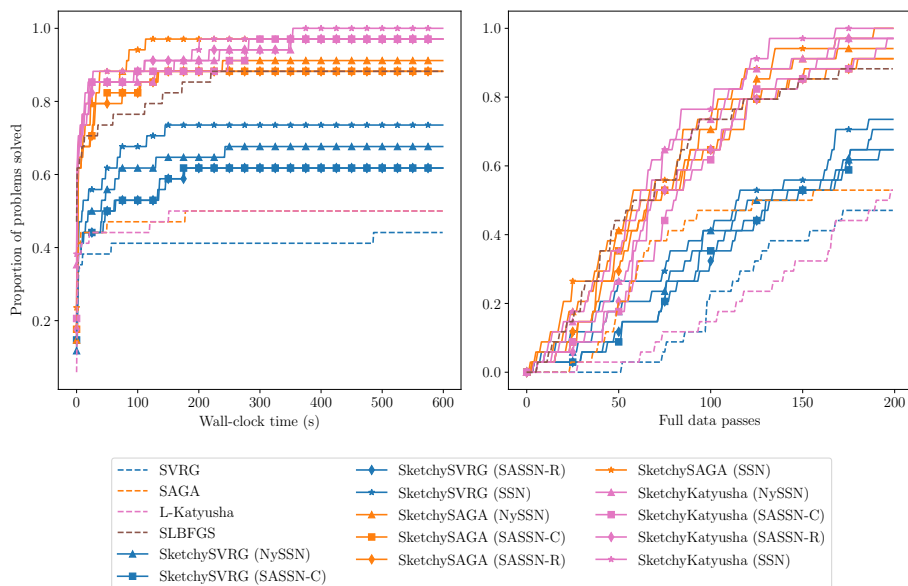 Proportion of problems solved
1.0
0.8
0.6
0.4
0.2
0 100 200 300 400 500 600
Wall-clock time (s)
1.0
0.8
0.6
0.4
0.2
0.0
0 50 100 150 200
Full data passes
SVRG
SAGA
L-Katyusha
SLBFGS
SketchySVRG (NySSN)
SketchySVRG (SASSN-C)
SketchySVRG (SASSN-R)
SketchySVRG (SSN)
SketchySAGA (NySSN)
SketchySAGA (SASSN-C)
SketchySAGA (SASSN-R)
SketchySAGA (SSN)
SketchyKatyusha (NySSN)
SketchyKatyusha (SASSN-C)
SketchyKatyusha (SASSN-R)
SketchyKatyusha (SSN)